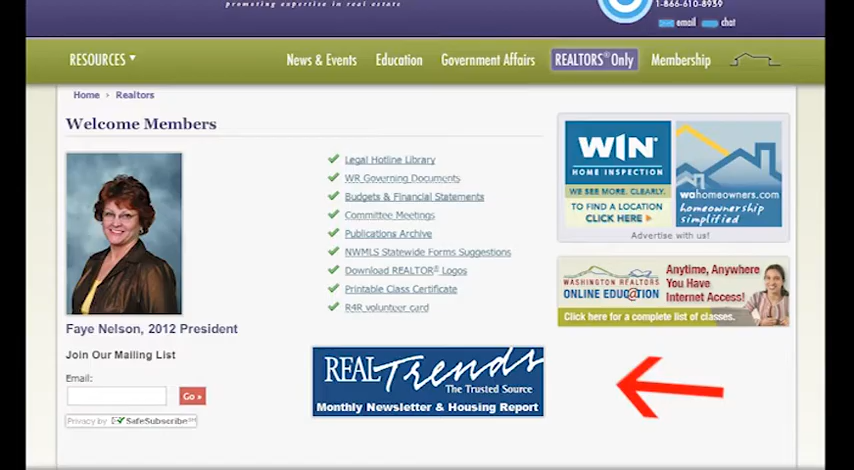 promoting expertise in real estate
1-866-610-8939
email
chat
RESOURCES
News & Events
Education
Government Affairs
REALTORS® Only
Membership
Home › Realtors
Welcome Members
Legal Hotline Library
WR Governing Documents
Budgets & Financial Statements
Committee Meetings
Publications Archive
NWMLS Statewide Forms Suggestions
Download REALTOR® Logos
Printable Class Certificate
R4R volunteer card
Faye Nelson, 2012 President
Join Our Mailing List
Email:
Go »
Privacy by SafeSubscribe℠
REAL Trends
The Trusted Source
Monthly Newsletter & Housing Report
WIN®
HOME INSPECTION
WE SEE MORE. CLEARLY.
TO FIND A LOCATION
CLICK HERE
wahomeowners.com
homeownership
simplified
Advertise with us!
WASHINGTON REALTORS
ONLINE EDUC@TION
Anytime, Anywhere
You Have
Internet Access!
Click here for a complete list of classes.